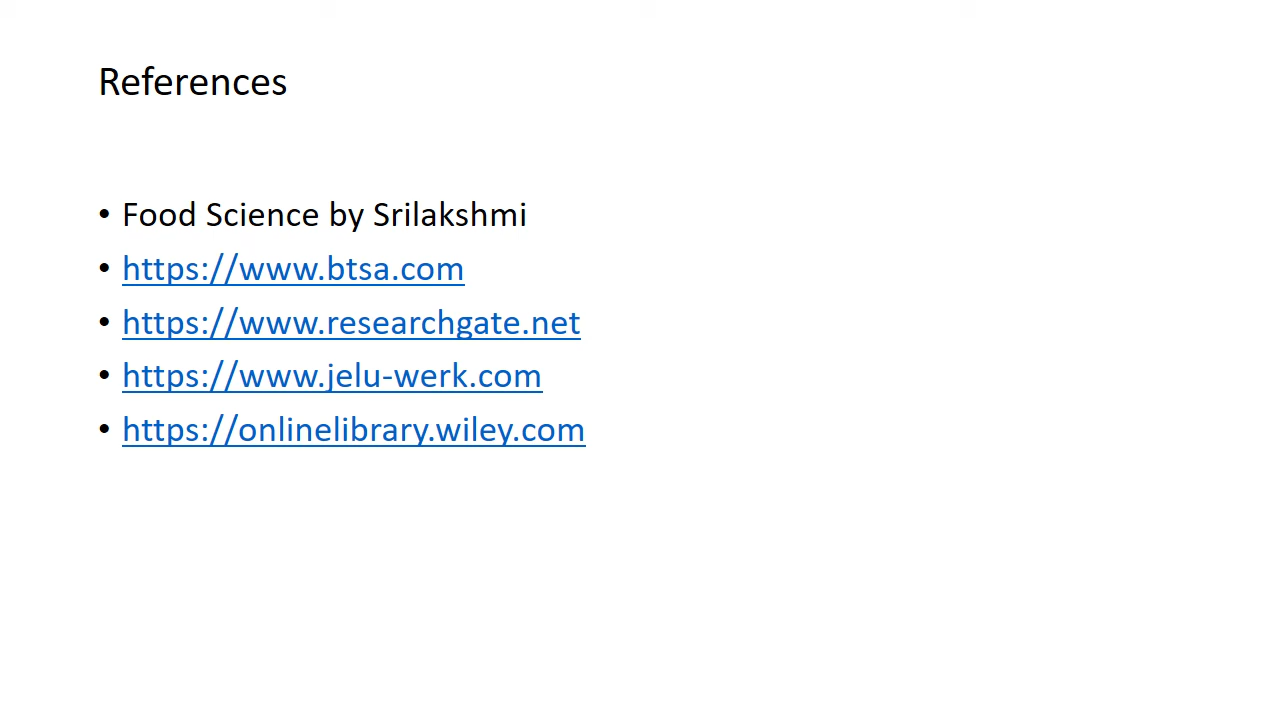 References
• Food Science by Srilakshmi
• https://www.btsa.com
• https://www.researchgate.net
• https://www.jelu-werk.com
• https://onlinelibrary.wiley.com